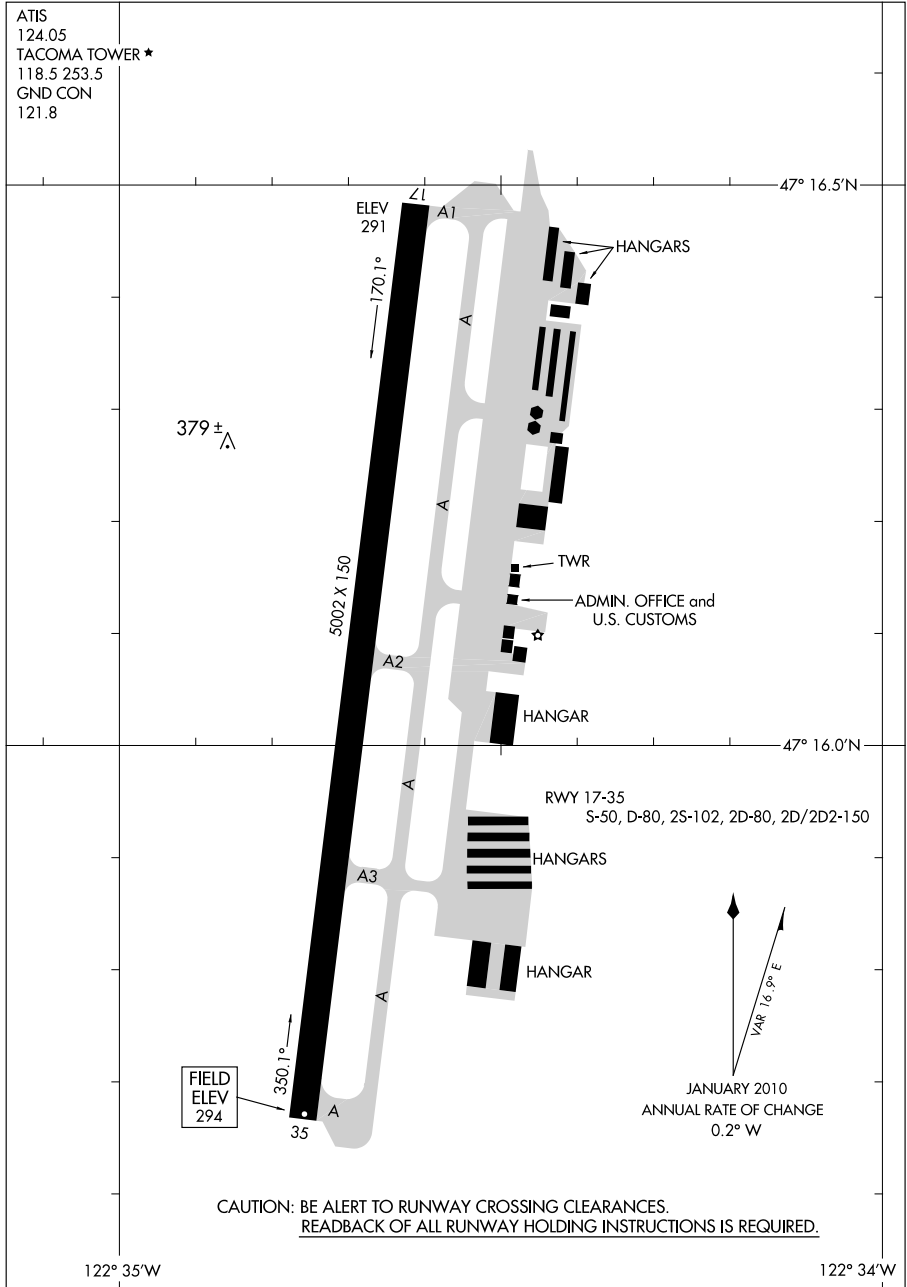 ATIS
124.05
TACOMA TOWER ★
118.5 253.5
GND CON
121.8
47° 16.5'N
17
ELEV
291
A1
HANGARS
170.1°
A
379 ±
A
5002 X 150
TWR
ADMIN. OFFICE and
U.S. CUSTOMS
A2
HANGAR
47° 16.0'N
A
RWY 17-35
S-50, D-80, 2S-102, 2D-80, 2D/2D2-150
HANGARS
A3
HANGAR
A
VAR 16.9° E
350.1°
FIELD
ELEV
294
A
35
JANUARY 2010
ANNUAL RATE OF CHANGE
0.2° W
CAUTION: BE ALERT TO RUNWAY CROSSING CLEARANCES.
READBACK OF ALL RUNWAY HOLDING INSTRUCTIONS IS REQUIRED.
122° 35'W
122° 34'W